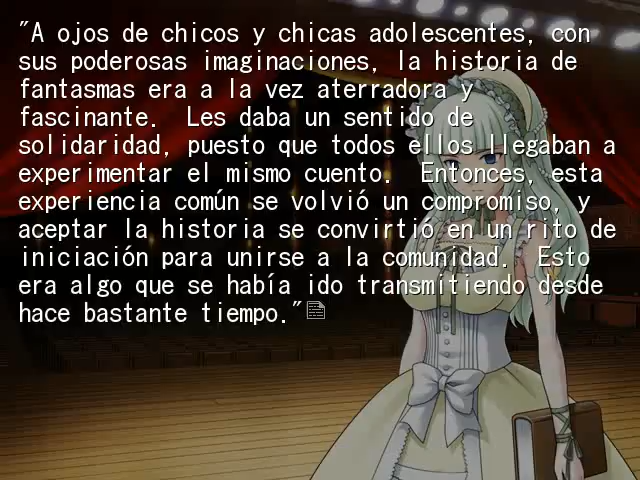 "A ojos de chicos y chicas adolescentes, con
sus poderosas imaginaciones, la historia de
fantasmas era a la vez aterradora y
fascinante.  Les daba un sentido de
solidaridad, puesto que todos ellos llegaban a
experimentar el mismo cuento.  Entonces, esta
experiencia común se volvió un compromiso, y
aceptar la historia se convirtió en un rito de
iniciación para unirse a la comunidad.  Esto
era algo que se había ido transmitiendo desde
hace bastante tiempo."